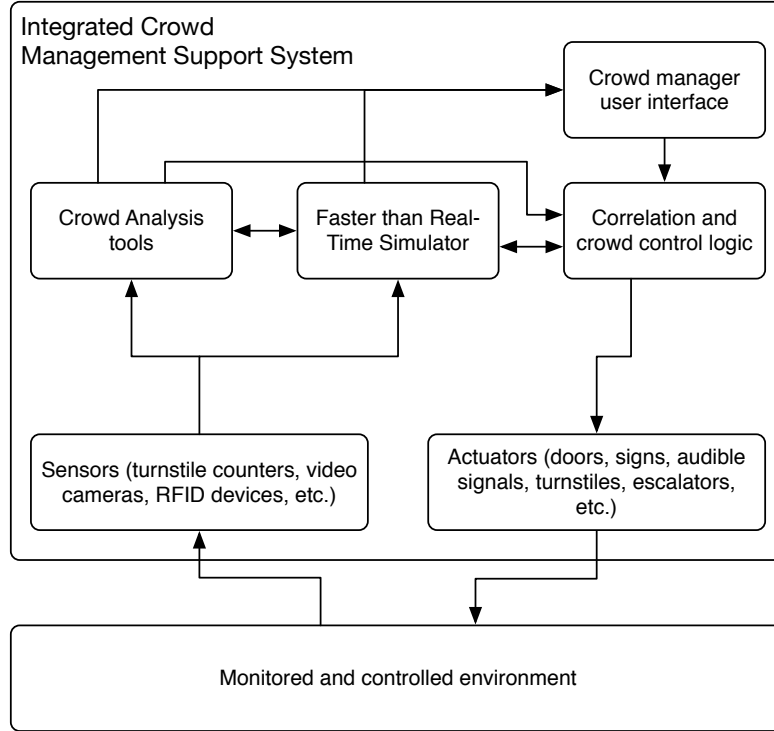 Integrated Crowd
Management Support System
Crowd manager
user interface
Crowd Analysis
tools
Faster than Real-
Time Simulator
Correlation and
crowd control logic
Sensors (turnstile counters, video
cameras, RFID devices, etc.)
Actuators (doors, signs, audible
signals, turnstiles, escalators,
etc.)
Monitored and controlled environment